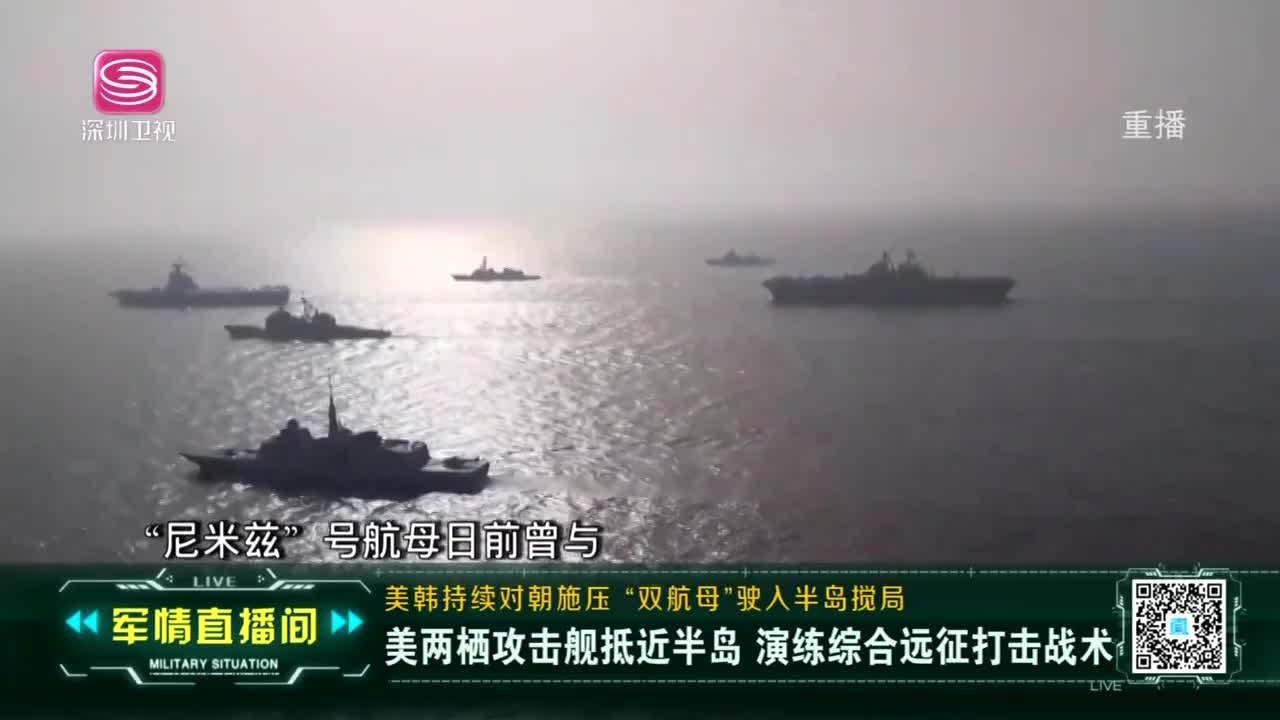 深圳卫视
重播
“尼米兹”号航母日前曾与
LIVE
军情直播间
MILITARY SITUATION
美韩持续对朝施压 “双航母”驶入半岛搅局
美两栖攻击舰抵近半岛 演练综合远征打击战术
直
LIVE